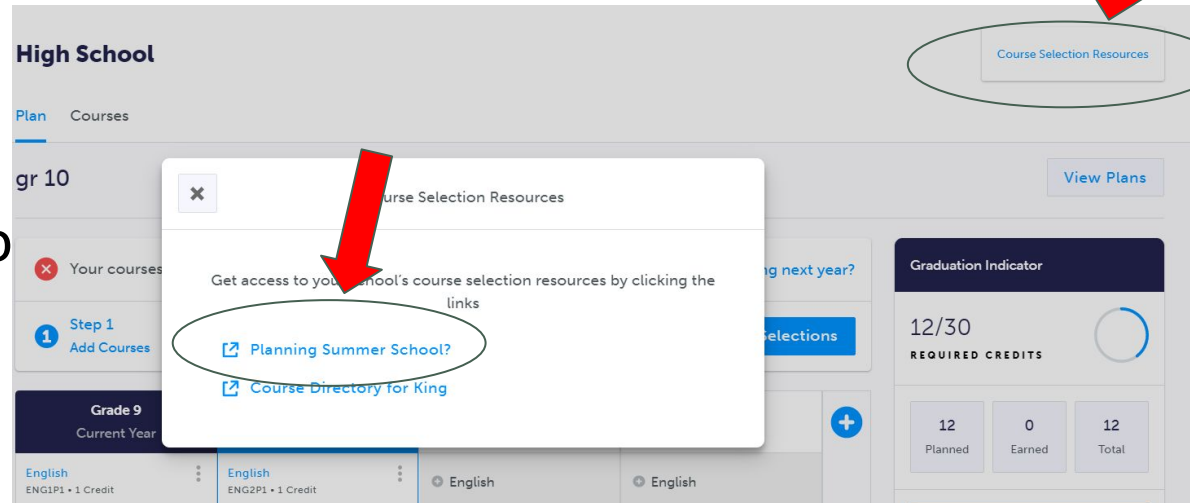 High School
Course Selection Resources
Plan Courses
gr 10
View Plans
Course Selection Resources
Get access to your school's course selection resources by clicking the
links
Planning Summer School?
Course Directory for King
Your courses
next year?
1 Step 1
Add Courses
Selections
Graduation Indicator
12/30
REQUIRED CREDITS
12 0 12
Planned Earned Total
Grade 9
Current Year
English
ENG1P1 • 1 Credit
English
ENG2P1 • 1 Credit
English
English